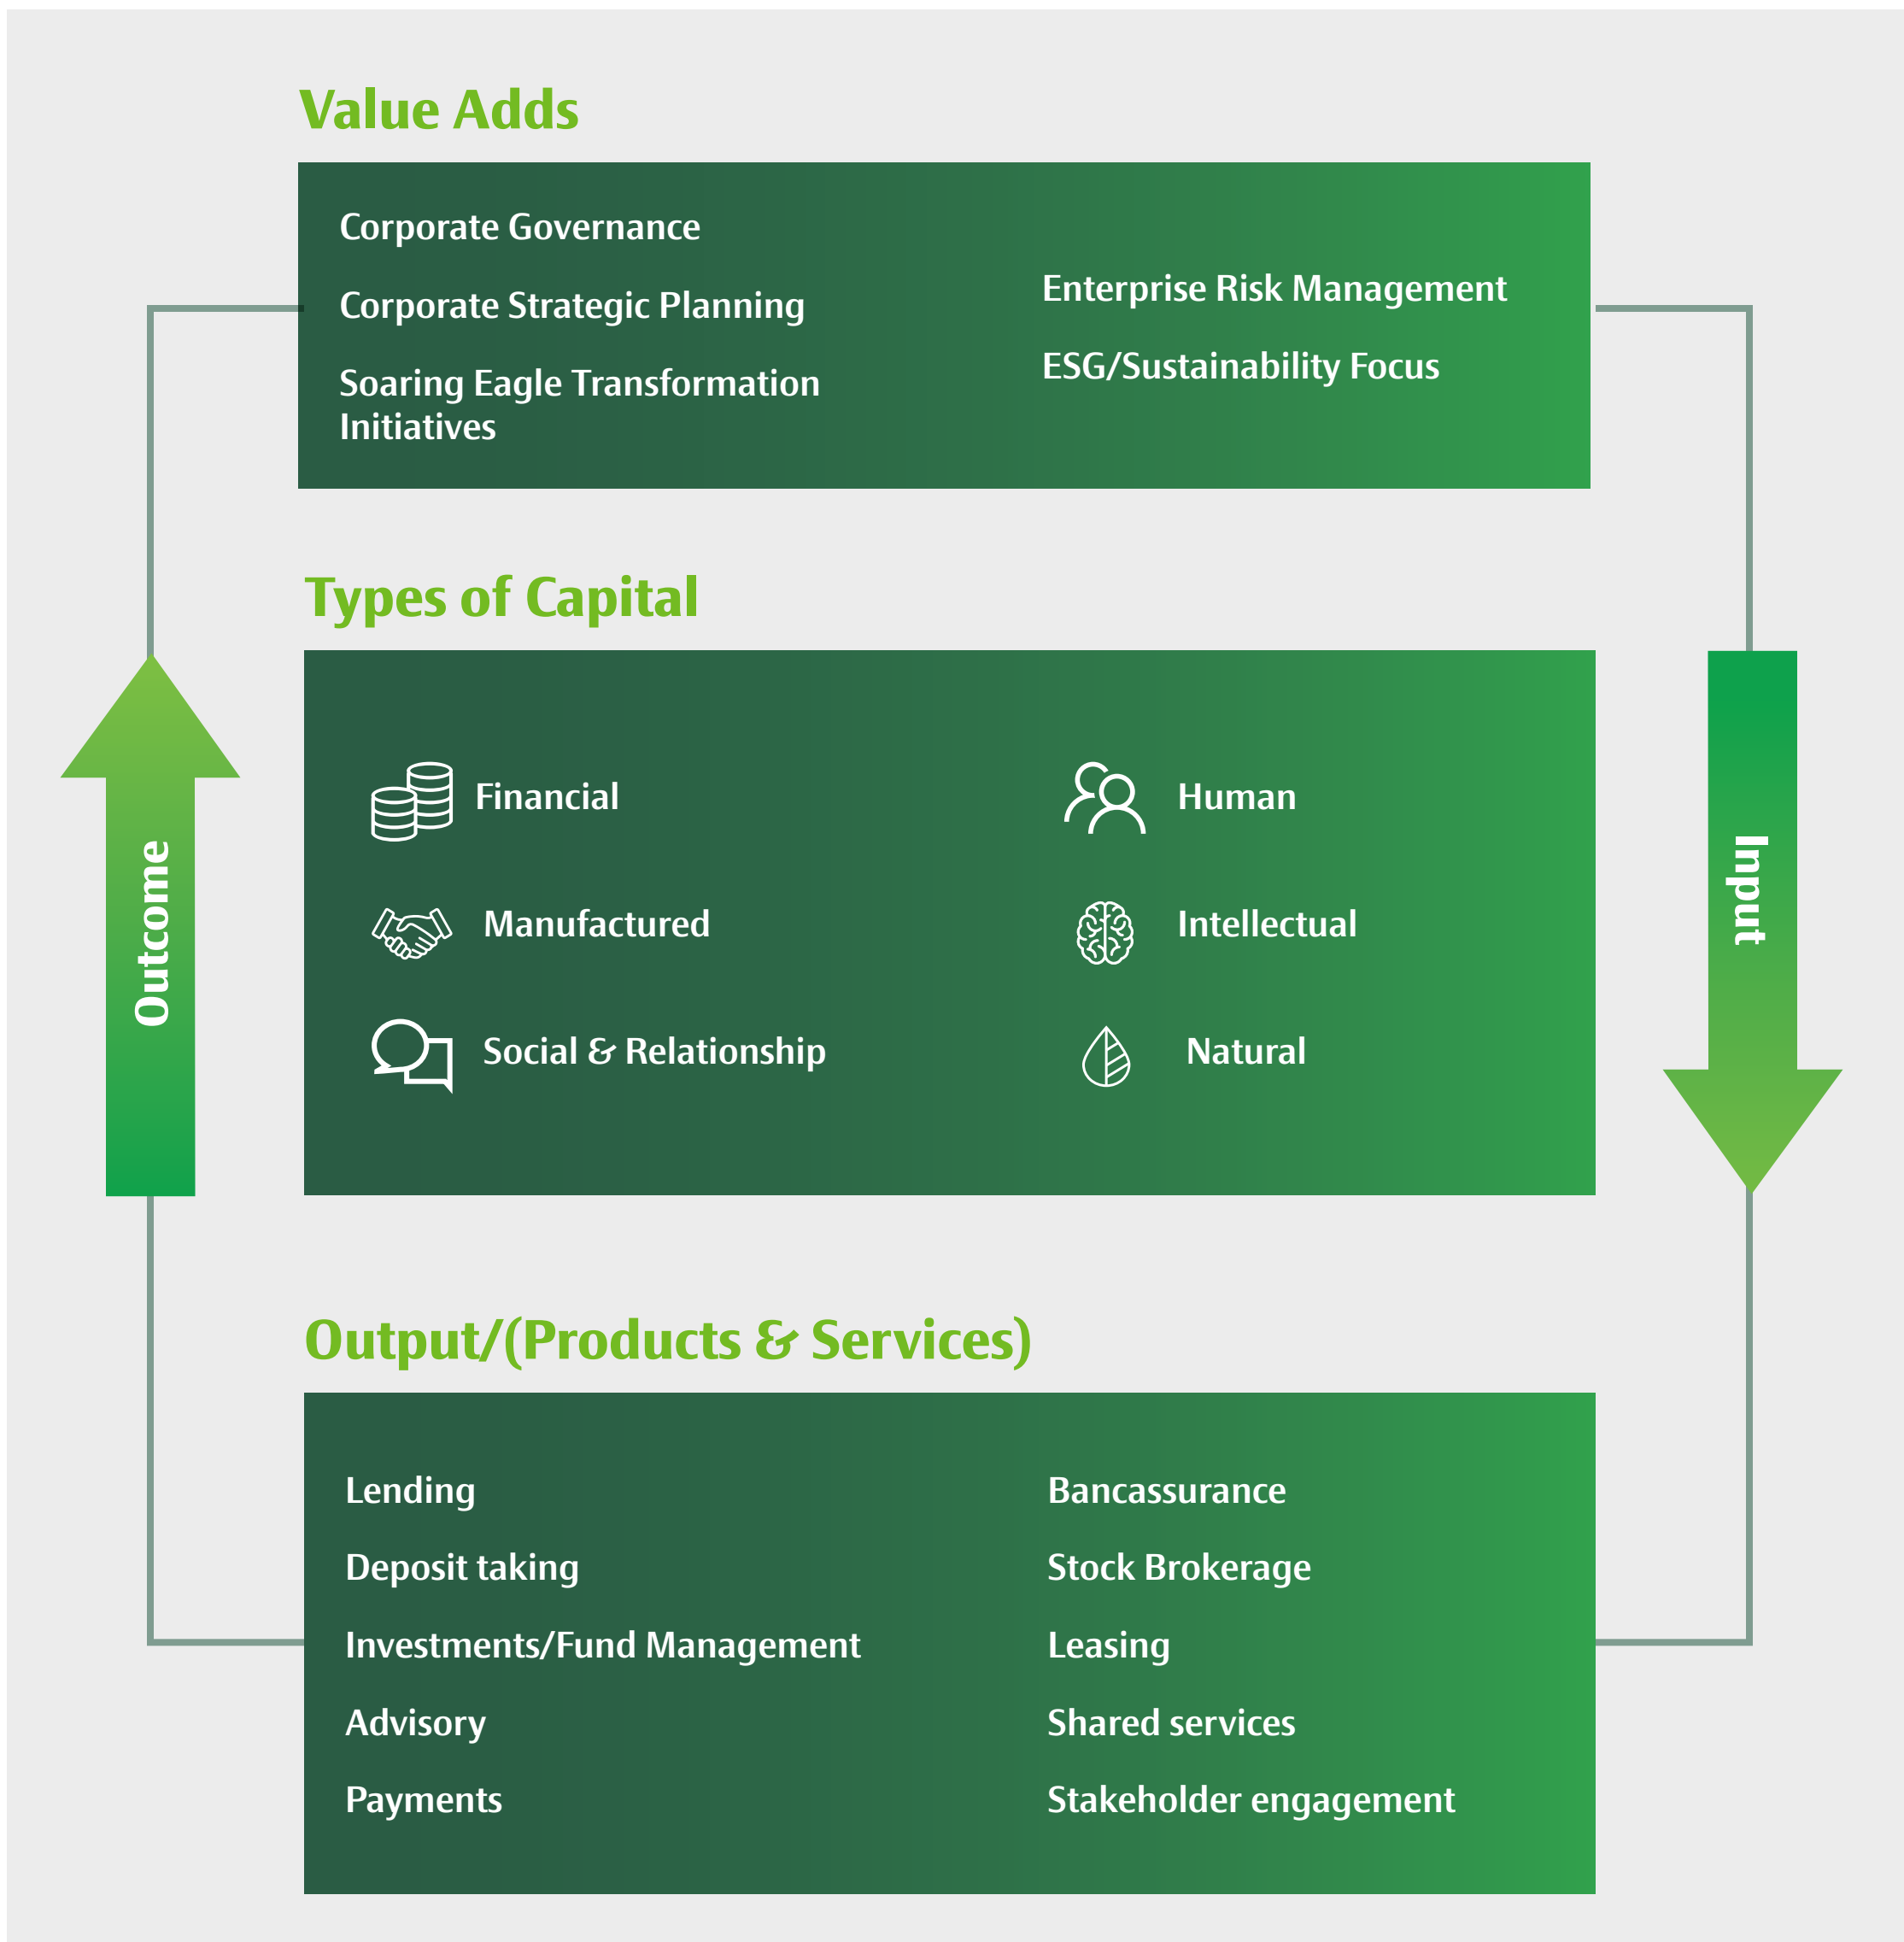 Value Adds
Corporate Governance
Corporate Strategic Planning
Soaring Eagle Transformation
Initiatives
Enterprise Risk Management
ESG/Sustainability Focus
Types of Capital
Financial
Human
Manufactured
Intellectual
Social & Relationship
Natural
Outcome
Input
Output/(Products & Services)
Lending
Deposit taking
Investments/Fund Management
Advisory
Payments
Bancassurance
Stock Brokerage
Leasing
Shared services
Stakeholder engagement